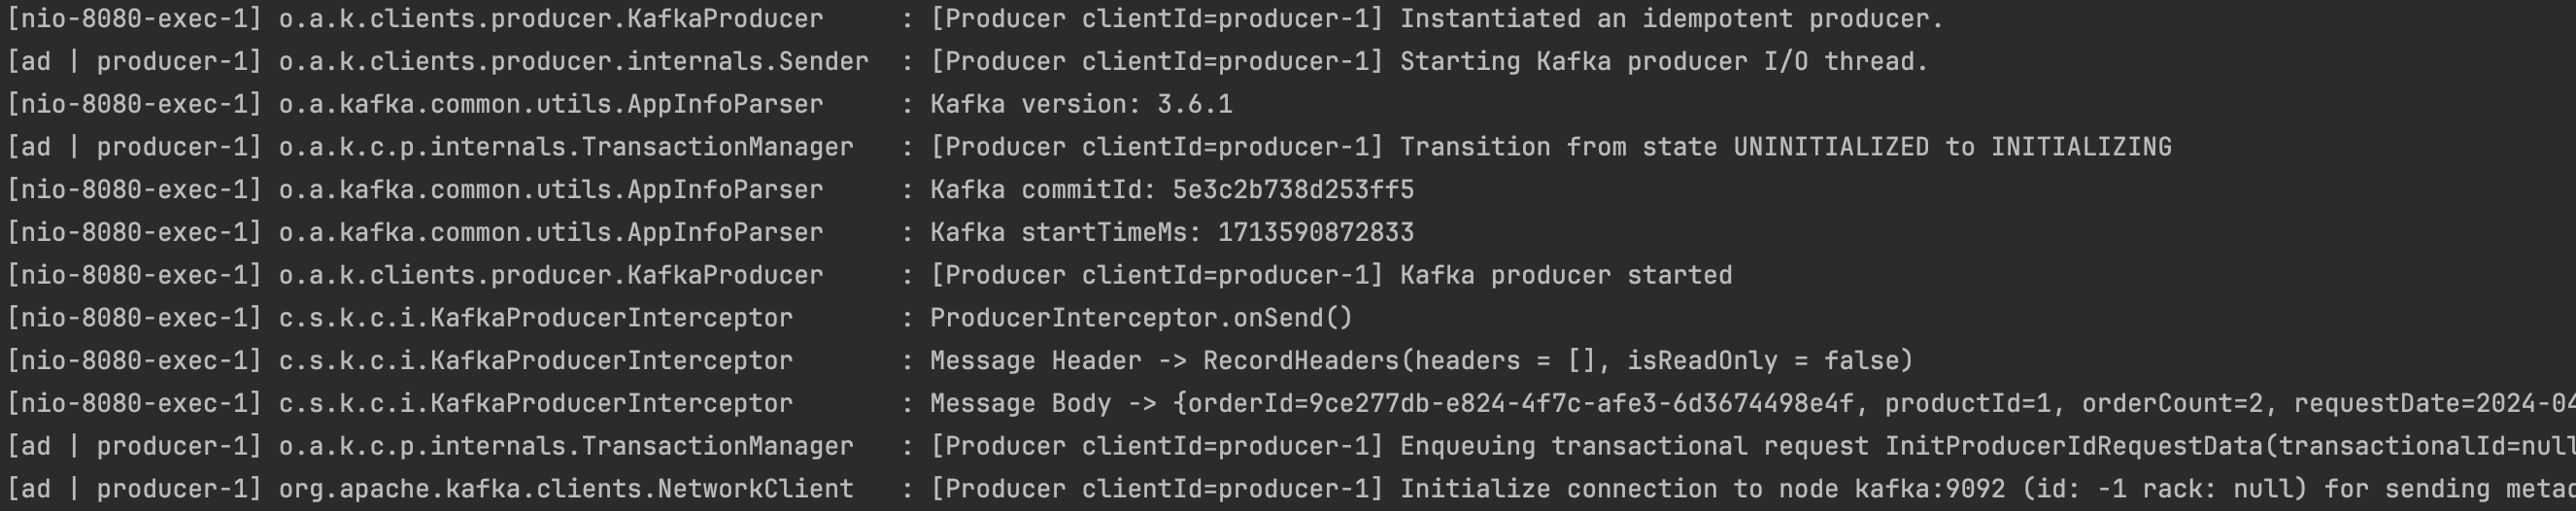 [nio-8080-exec-1] o.a.k.clients.producer.KafkaProducer : [Producer clientId=producer-1] Instantiated an idempotent producer.
[ad | producer-1] o.a.k.clients.producer.internals.Sender : [Producer clientId=producer-1] Starting Kafka producer I/O thread.
[nio-8080-exec-1] o.a.kafka.common.utils.AppInfoParser : Kafka version: 3.6.1
[ad | producer-1] o.a.k.c.p.internals.TransactionManager : [Producer clientId=producer-1] Transition from state UNINITIALIZED to INITIALIZING
[nio-8080-exec-1] o.a.kafka.common.utils.AppInfoParser : Kafka commitId: 5e3c2b738d253ff5
[nio-8080-exec-1] o.a.kafka.common.utils.AppInfoParser : Kafka startTimeMs: 1713590872833
[nio-8080-exec-1] o.a.k.clients.producer.KafkaProducer : [Producer clientId=producer-1] Kafka producer started
[nio-8080-exec-1] c.s.k.c.i.KafkaProducerInterceptor : ProducerInterceptor.onSend()
[nio-8080-exec-1] c.s.k.c.i.KafkaProducerInterceptor : Message Header -> RecordHeaders(headers = [], isReadOnly = false)
[nio-8080-exec-1] c.s.k.c.i.KafkaProducerInterceptor : Message Body -> {orderId=9ce277db-e824-4f7c-afe3-6d3674498e4f, productId=1, orderCount=2, requestDate=2024-04
[ad | producer-1] o.a.k.c.p.internals.TransactionManager : [Producer clientId=producer-1] Enqueuing transactional request InitProducerIdRequestData(transactionalId=null
[ad | producer-1] org.apache.kafka.clients.NetworkClient : [Producer clientId=producer-1] Initialize connection to node kafka:9092 (id: -1 rack: null) for sending metad